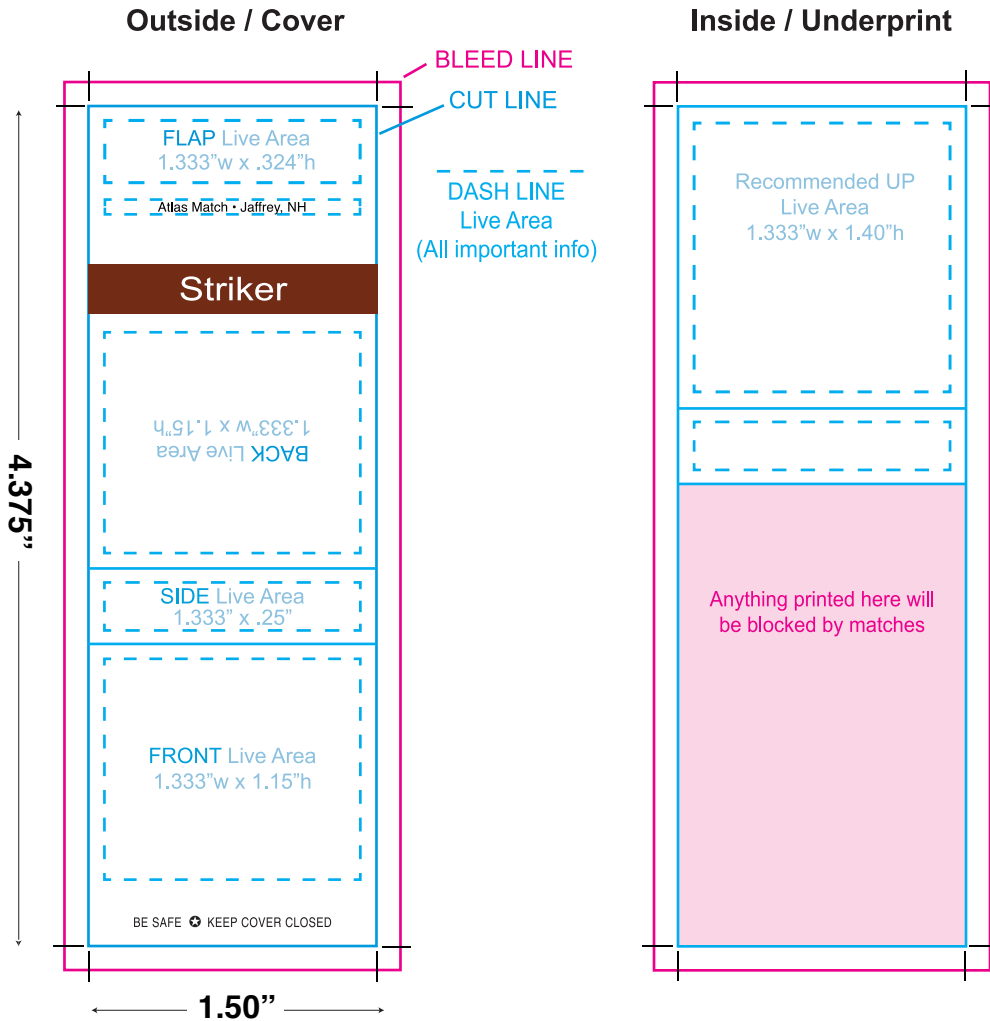 Outside / Cover
Inside / Underprint
BLEED LINE
CUT LINE
FLAP Live Area
1.333”w x .324”h
Atlas Match • Jaffrey, NH
DASH LINE
Live Area
(All important info)
Striker
BACK Live Area
1.333”w x 1.15”h
SIDE Live Area
1.333” x .25”
FRONT Live Area
1.333”w x 1.15”h
BE SAFE ✪ KEEP COVER CLOSED
4.375”
1.50”
Recommended UP
Live Area
1.333”w x 1.40”h
Anything printed here will
be blocked by matches